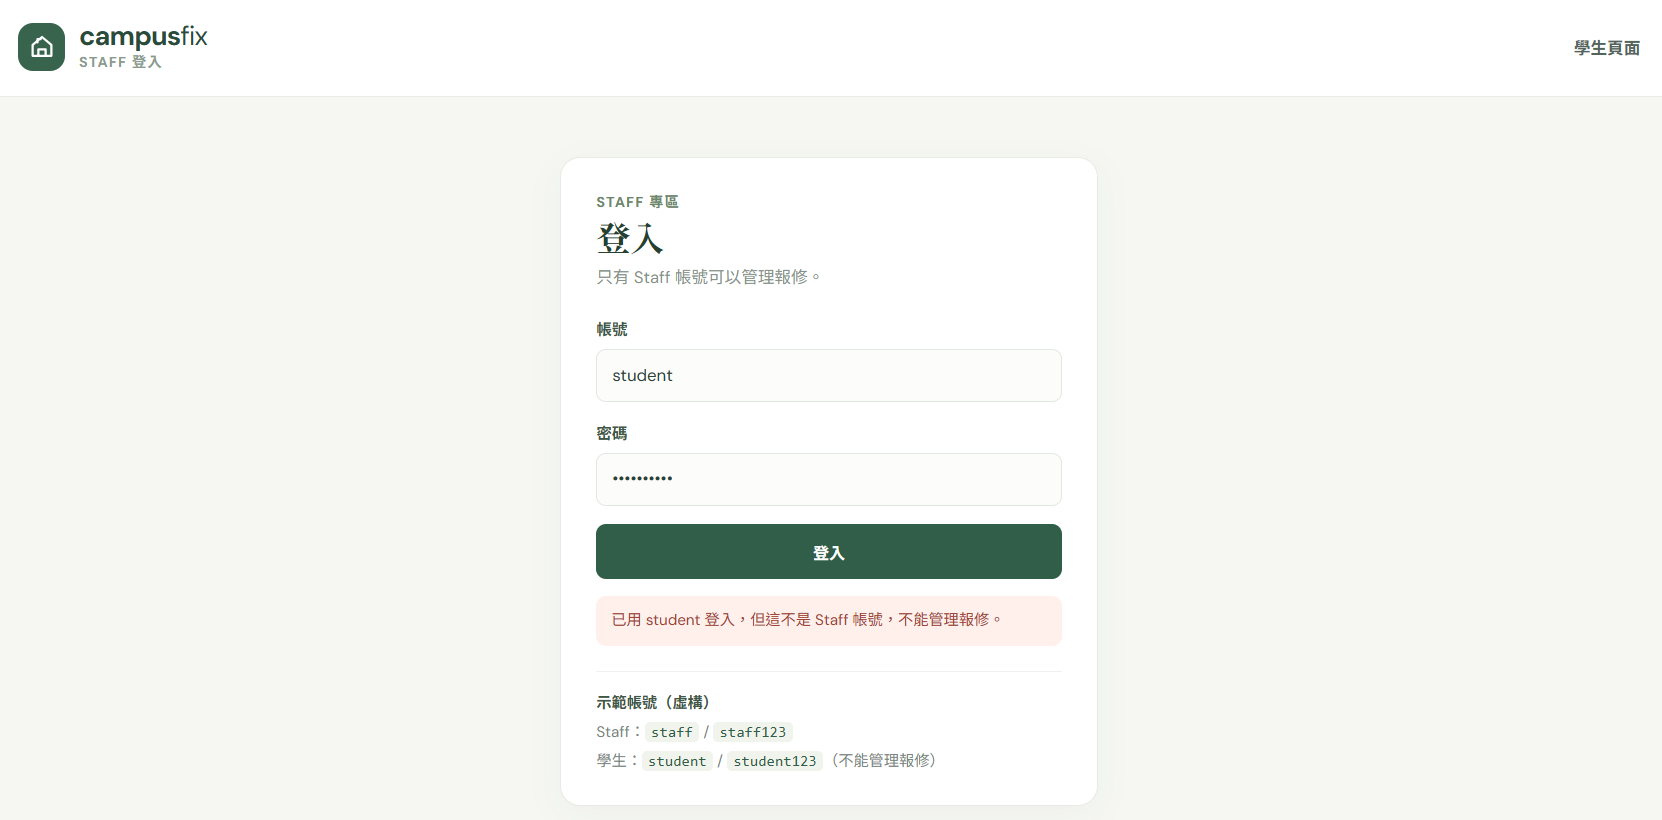 campusfix
STAFF 登入
學生頁面
STAFF 專區
登入
只有 Staff 帳號可以管理報修。
帳號
student
密碼
••••••••••
登入
已用 student 登入，但這不是 Staff 帳號，不能管理報修。
示範帳號（虛構）
Staff：staff / staff123
學生：student / student123（不能管理報修）